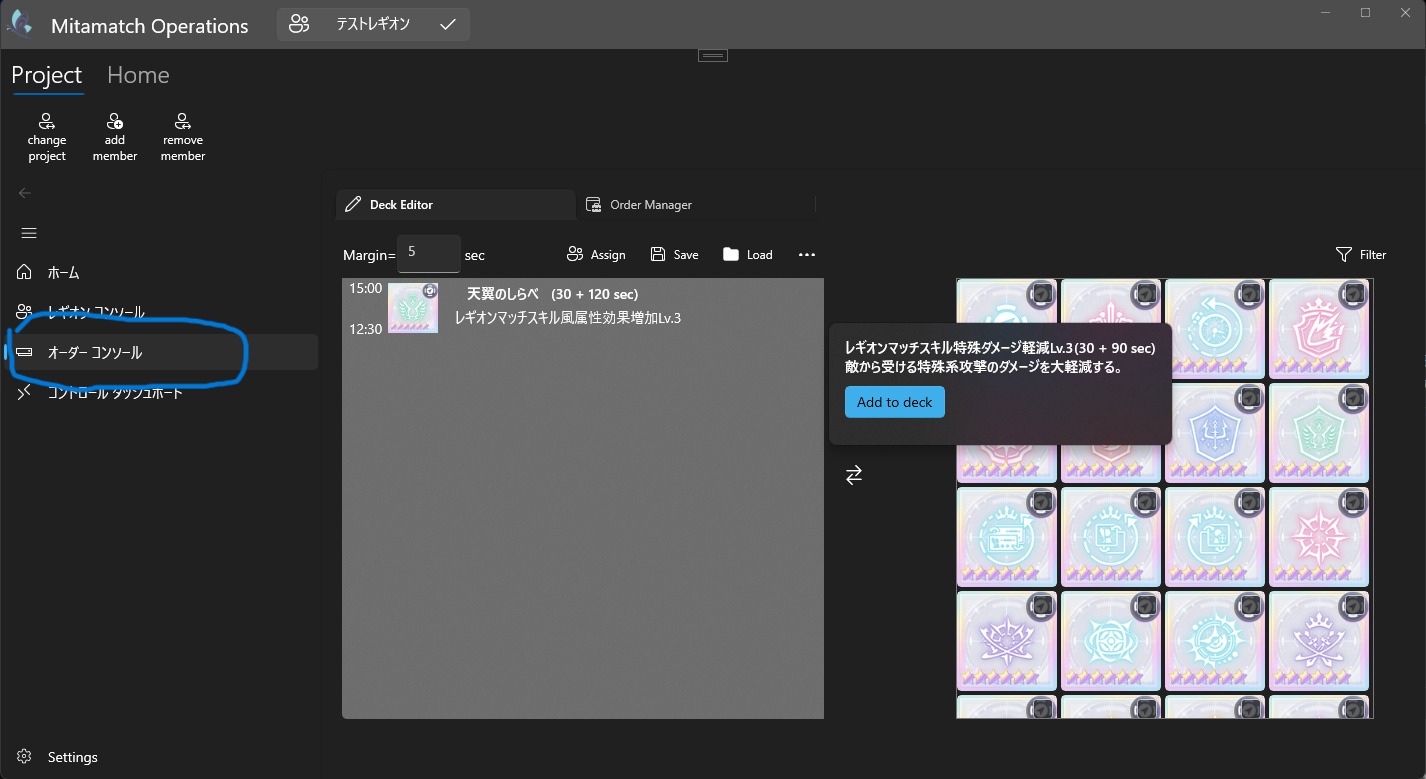 Mitamatch Operations
テストレギオン
Project
Home
change
project
add
member
remove
member
Deck Editor
Order Manager
Margin=
5
sec
Assign
Save
Load
Filter
ホーム
レギオン コンソール
オーダー コンソール
コントロール ダッシュボード
15:00
天翼のしらべ (30 + 120 sec)
レギオンマッチスキル風属性効果増加Lv.3
12:30
レギオンマッチスキル特殊ダメージ軽減Lv.3(30 + 90 sec)
敵から受ける特殊系攻撃のダメージを大軽減する。
Add to deck
Settings